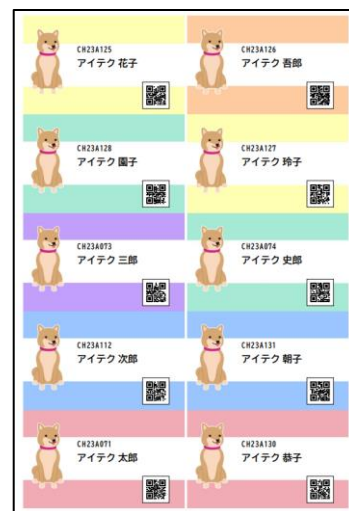 CH23A125
アイテク 花子
CH23A126
アイテク 吾郎
CH23A128
アイテク 園子
CH23A127
アイテク 玲子
CH23A073
アイテク 三郎
CH23A074
アイテク 史郎
CH23A112
アイテク 次郎
CH23A131
アイテク 朝子
CH23A071
アイテク 太郎
CH23A130
アイテク 恭子